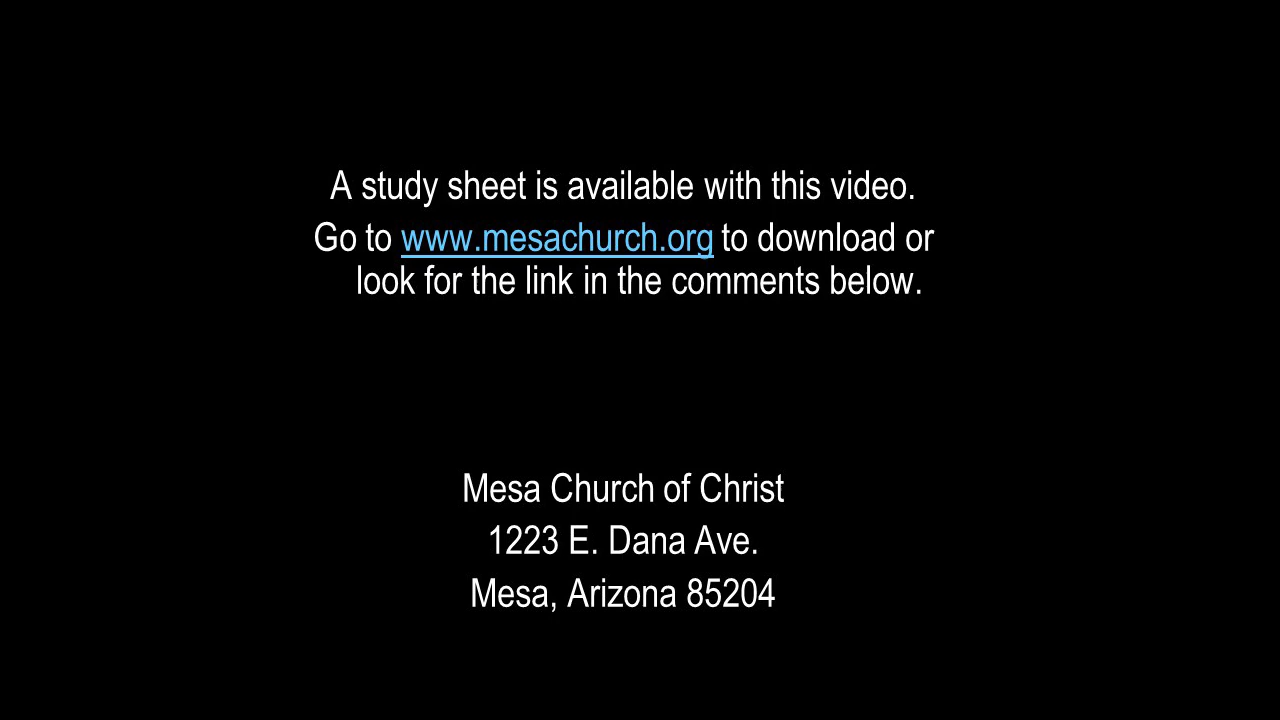 A study sheet is available with this video.
Go to www.mesachurch.org to download or
look for the link in the comments below.
Mesa Church of Christ
1223 E. Dana Ave.
Mesa, Arizona 85204